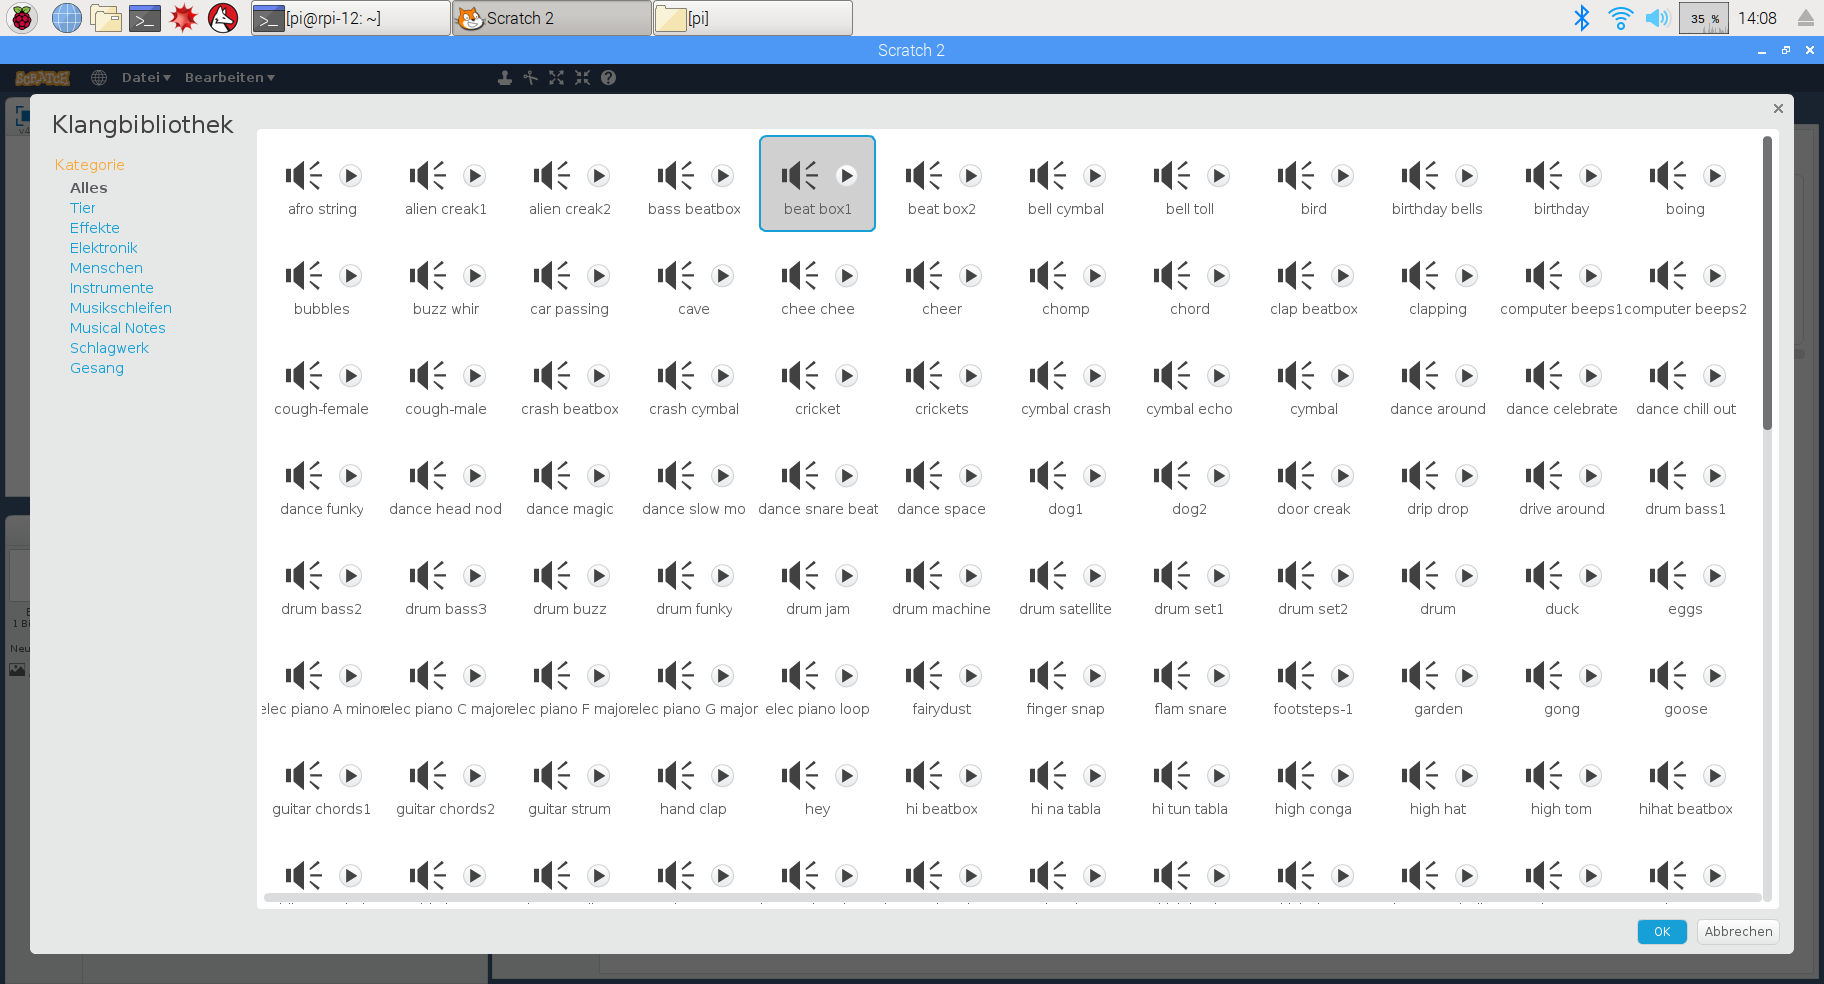 [pi@rpi-12: ~] Scratch 2 [pi] 35 % 14:08
Scratch 2
SCRATCH Datei Bearbeiten
Klangbibliothek
Kategorie
Alles
Tier
Effekte
Elektronik
Menschen
Instrumente
Musikschleifen
Musical Notes
Schlagwerk
Gesang
afro string alien creak1 alien creak2 bass beatbox beat box1 beat box2 bell cymbal bell toll bird birthday bells birthday boing
bubbles buzz whir car passing cave chee chee cheer chomp chord clap beatbox clapping computer beeps1 computer beeps2
cough-female cough-male crash beatbox crash cymbal cricket crickets cymbal crash cymbal echo cymbal dance around dance celebrate dance chill out
dance funky dance head nod dance magic dance slow mo dance snare beat dance space dog1 dog2 door creak drip drop drive around drum bass1
drum bass2 drum bass3 drum buzz drum funky drum jam drum machine drum satellite drum set1 drum set2 drum duck eggs
elec piano A minor elec piano C major elec piano F major elec piano G major elec piano loop fairydust finger snap flam snare footsteps-1 garden gong goose
guitar chords1 guitar chords2 guitar strum hand clap hey hi beatbox hi na tabla hi tun tabla high conga high hat high tom hihat beatbox
OK Abbrechen